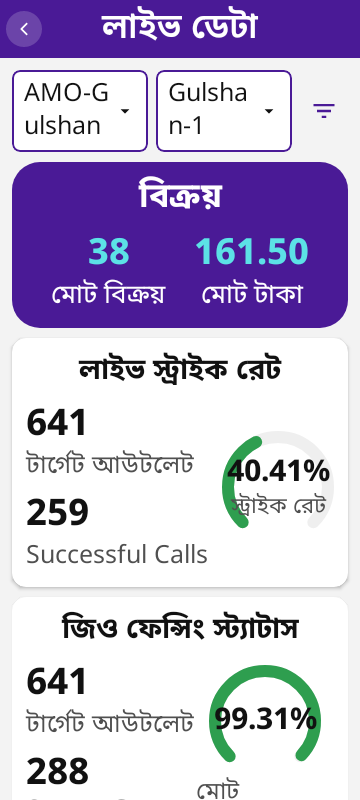 লাইভ ডেটা
AMO-G
ulshan
Gulsha
n-1
বিক্রয়
38
161.50
মোট বিক্রয়
মোট টাকা
লাইভ স্ট্রাইক রেট
641
টার্গেট আউটলেট
259
Successful Calls
40.41%
স্ট্রাইক রেট
জিও ফেন্সিং স্ট্যাটাস
641
টার্গেট আউটলেট
288
99.31%
মোট